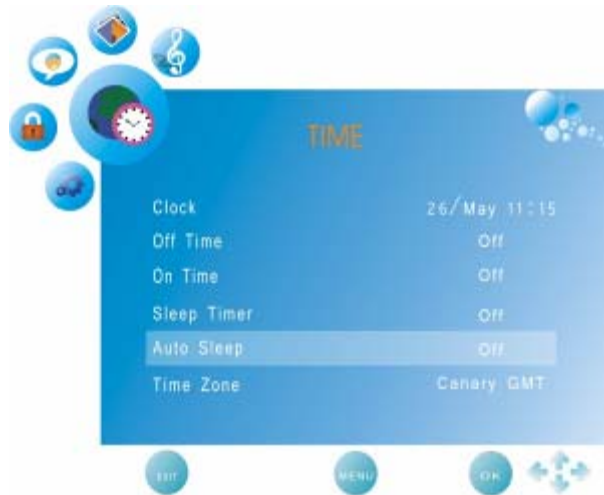 TIME
Clock 26/May 11:15
Off Time Off
On Time Off
Sleep Timer Off
Auto Sleep Off
Time Zone Canary GMT
EXIT MENU OK